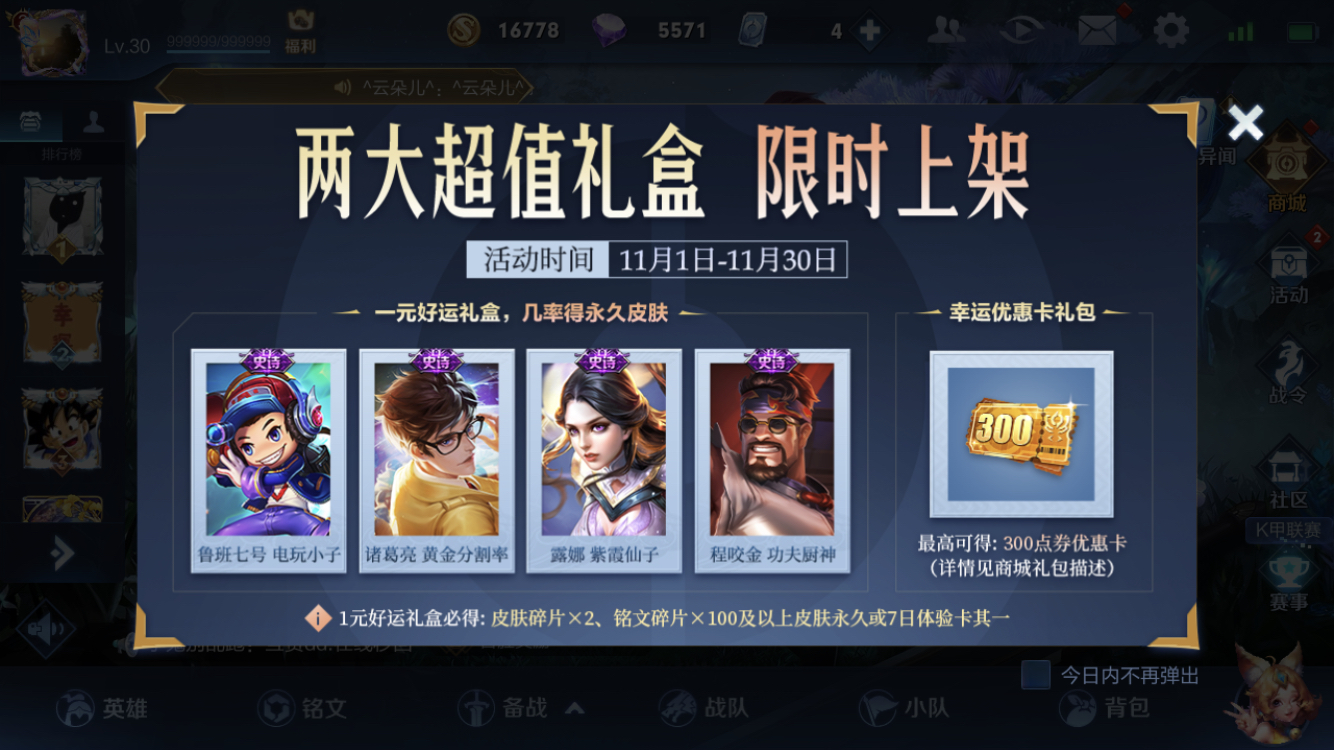 Lv.30
999999/999999
福利
16778
5571
4
^云朵儿^：^云朵儿^
排行榜
1
2
3
异闻
商城
2
活动
战令
社区
K甲联赛
赛事
两大超值礼盒 限时上架
活动时间 11月1日-11月30日
一元好运礼盒，几率得永久皮肤
幸运优惠卡礼包
史诗
史诗
史诗
史诗
300
鲁班七号 电玩小子
诸葛亮 黄金分割率
露娜 紫霞仙子
程咬金 功夫厨神
最高可得: 300点券优惠卡
（详情见商城礼包描述）
1元好运礼盒必得: 皮肤碎片×2、铭文碎片×100及以上皮肤永久或7日体验卡其一
今日内不再弹出
英雄
铭文
备战
战队
小队
背包